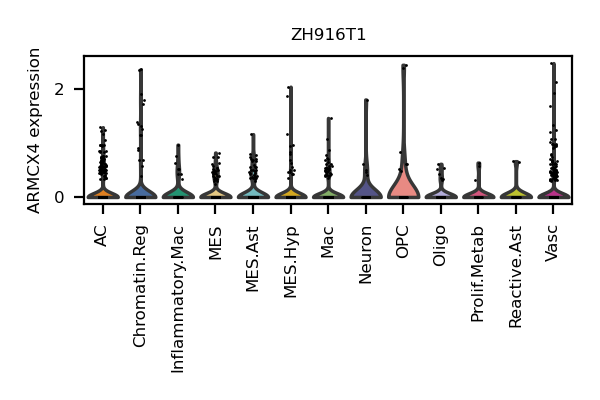 ZH916T1
ARMCX4 expression
2
0
AC
Chromatin.Reg
Inflammatory.Mac
MES
MES.Ast
MES.Hyp
Mac
Neuron
OPC
Oligo
Prolif.Metab
Reactive.Ast
Vasc